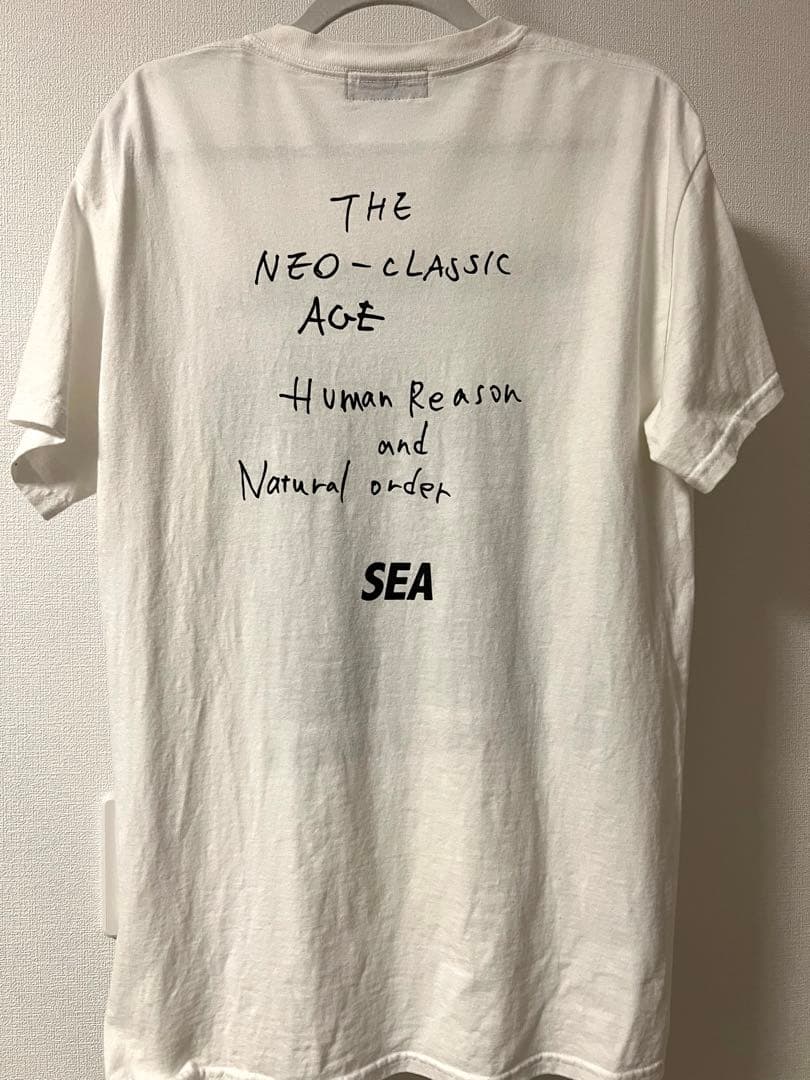 THE
NEO-CLASSIC
AGE
Human Reason
and
Natural order
SEA